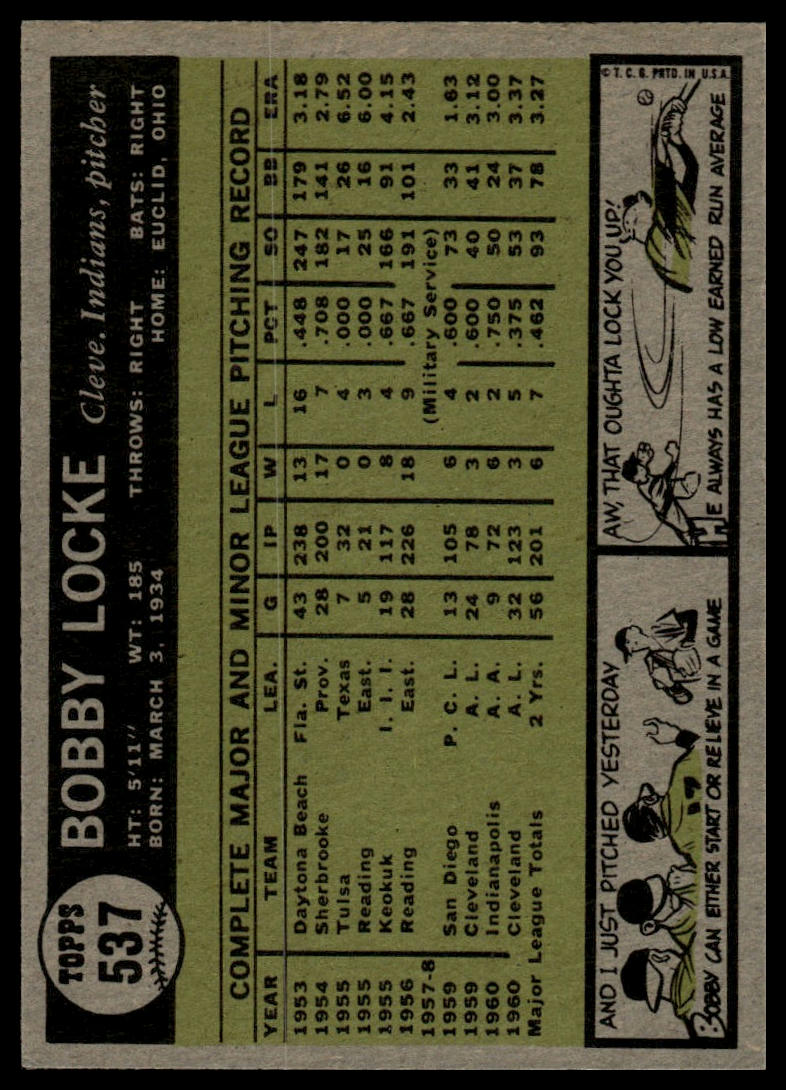 TOPPS
537
BOBBY LOCKE Cleve. Indians, pitcher
HT: 5'11" WT: 185 THROWS: RIGHT BATS: RIGHT
BORN: MARCH 3, 1934 HOME: EUCLID, OHIO
COMPLETE MAJOR AND MINOR LEAGUE PITCHING RECORD
YEAR TEAM LEA. G IP W L PCT SO BB ERA
1953 Daytona Beach Fla. St. 43 238 13 16 .448 247 179 3.18
1954 Sherbrooke Prov. 28 200 17 7 .708 182 141 2.79
1955 Tulsa Texas 7 32 0 4 .000 17 26 6.52
1955 Reading East. 5 21 0 3 .000 25 16 6.00
1955 Keokuk I. I. I. 19 117 8 4 .667 166 91 4.15
1956 Reading East. 28 226 18 9 .667 191 101 2.43
1957-8 (Military Service)
1959 San Diego P. C. L. 13 105 6 4 .600 73 33 1.63
1959 Cleveland A. L. 24 78 3 2 .600 40 41 3.12
1960 Indianapolis A. A. 9 72 6 2 .750 50 24 3.00
1960 Cleveland A. L. 32 123 3 5 .375 53 37 3.37
Major League Totals 2 Yrs. 56 201 6 7 .462 93 78 3.27
AND I JUST PITCHED YESTERDAY
BOBBY CAN EITHER START OR RELIEVE IN A GAME
© T. C. G. PRTD. IN U.S.A.
AW, THAT OUGHTA LOCK YOU UP!
HE ALWAYS HAS A LOW EARNED RUN AVERAGE